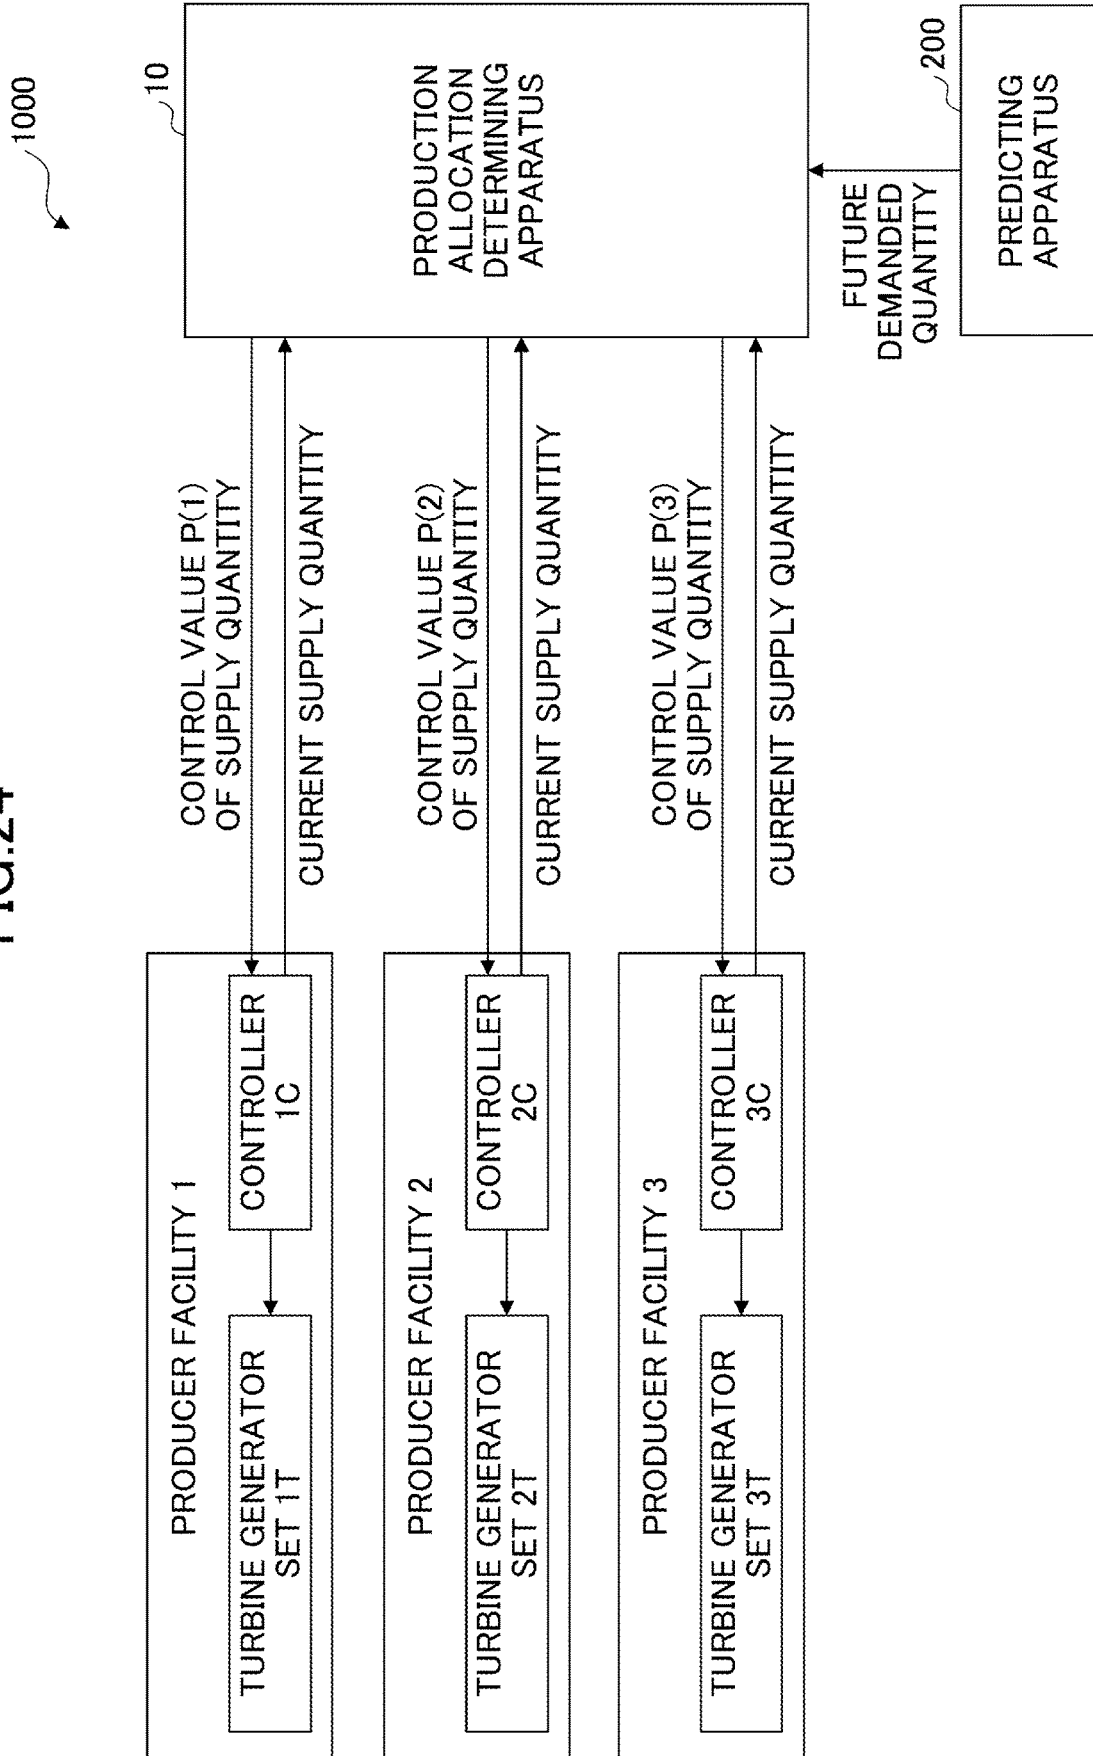 FIG.24
1000
PRODUCER FACILITY 1
TURBINE GENERATOR
SET 1T
CONTROLLER
1C
CONTROL VALUE P(1)
OF SUPPLY QUANTITY
CURRENT SUPPLY QUANTITY
10
PRODUCTION
ALLOCATION
DETERMINING
APPARATUS
PRODUCER FACILITY 2
TURBINE GENERATOR
SET 2T
CONTROLLER
2C
CONTROL VALUE P(2)
OF SUPPLY QUANTITY
CURRENT SUPPLY QUANTITY
PRODUCER FACILITY 3
TURBINE GENERATOR
SET 3T
CONTROLLER
3C
CONTROL VALUE P(3)
OF SUPPLY QUANTITY
CURRENT SUPPLY QUANTITY
FUTURE
DEMANDED
QUANTITY
200
PREDICTING
APPARATUS